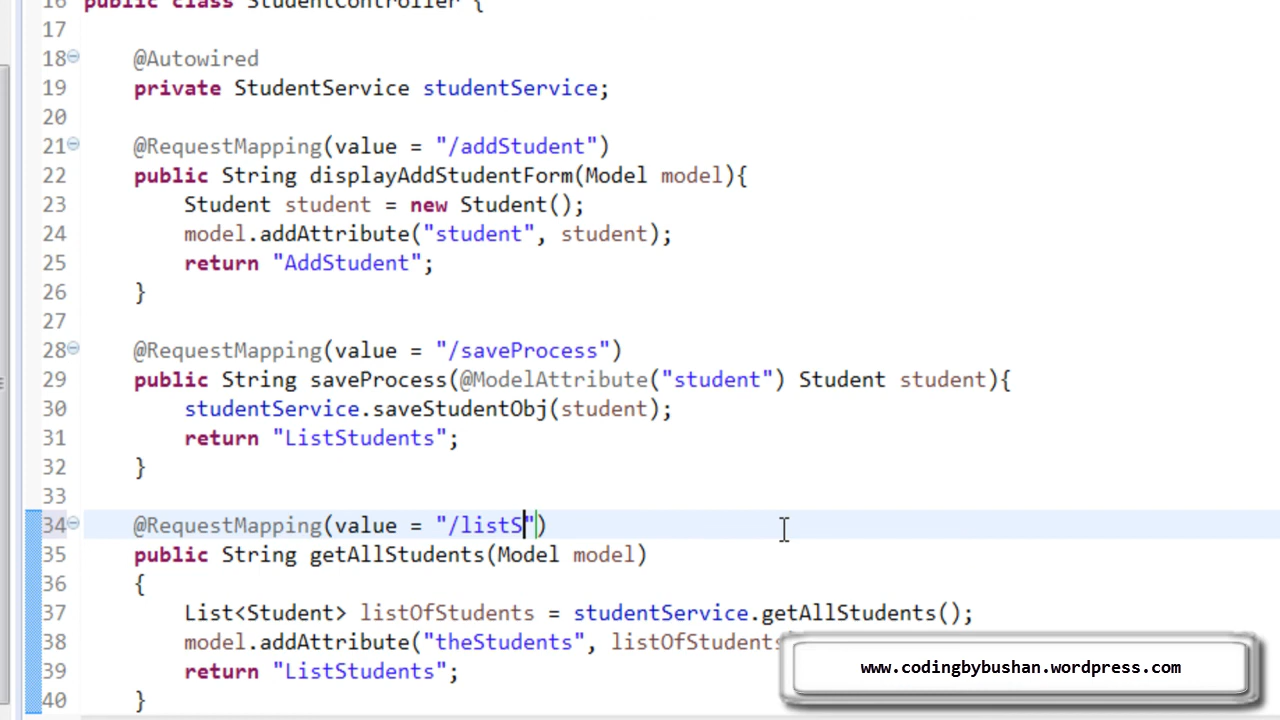 16 public class StudentController {
17
18 @Autowired
19 private StudentService studentService;
20
21 @RequestMapping(value = "/addStudent")
22 public String displayAddStudentForm(Model model){
23 Student student = new Student();
24 model.addAttribute("student", student);
25 return "AddStudent";
26 }
27
28 @RequestMapping(value = "/saveProcess")
29 public String saveProcess(@ModelAttribute("student") Student student){
30 studentService.saveStudentObj(student);
31 return "ListStudents";
32 }
33
34 @RequestMapping(value = "/listS")
35 public String getAllStudents(Model model)
36 {
37 List<Student> listOfStudents = studentService.getAllStudents();
38 model.addAttribute("theStudents", listOfStudents
39 return "ListStudents";
40 }
www.codingbybushan.wordpress.com